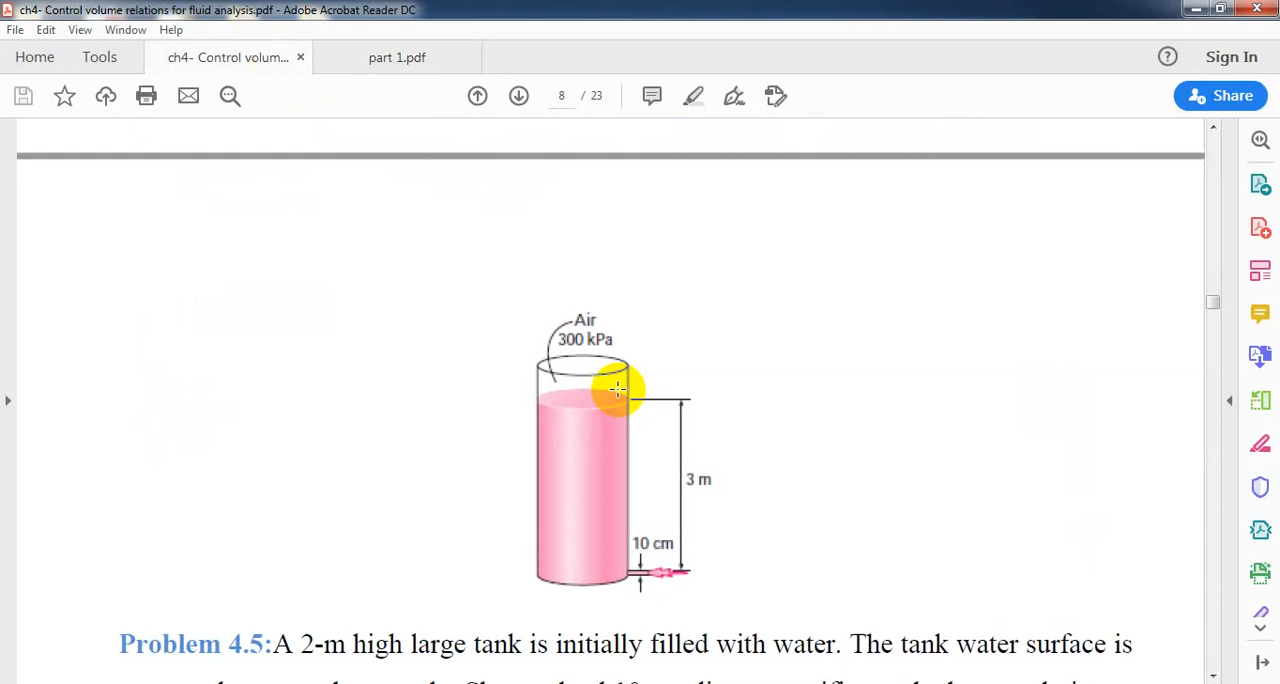 ch4- Control volume relations for fluid analysis.pdf - Adobe Acrobat Reader DC
File Edit View Window Help
Home Tools ch4- Control volum... × part 1.pdf ? Sign In
8 / 23 Share
Air
300 kPa
3 m
10 cm
Problem 4.5:A 2-m high large tank is initially filled with water. The tank water surface is